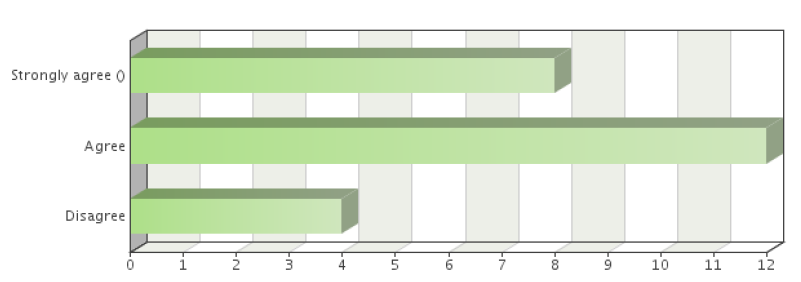 Strongly agree ()
Agree
Disagree
0 1 2 3 4 5 6 7 8 9 10 11 12